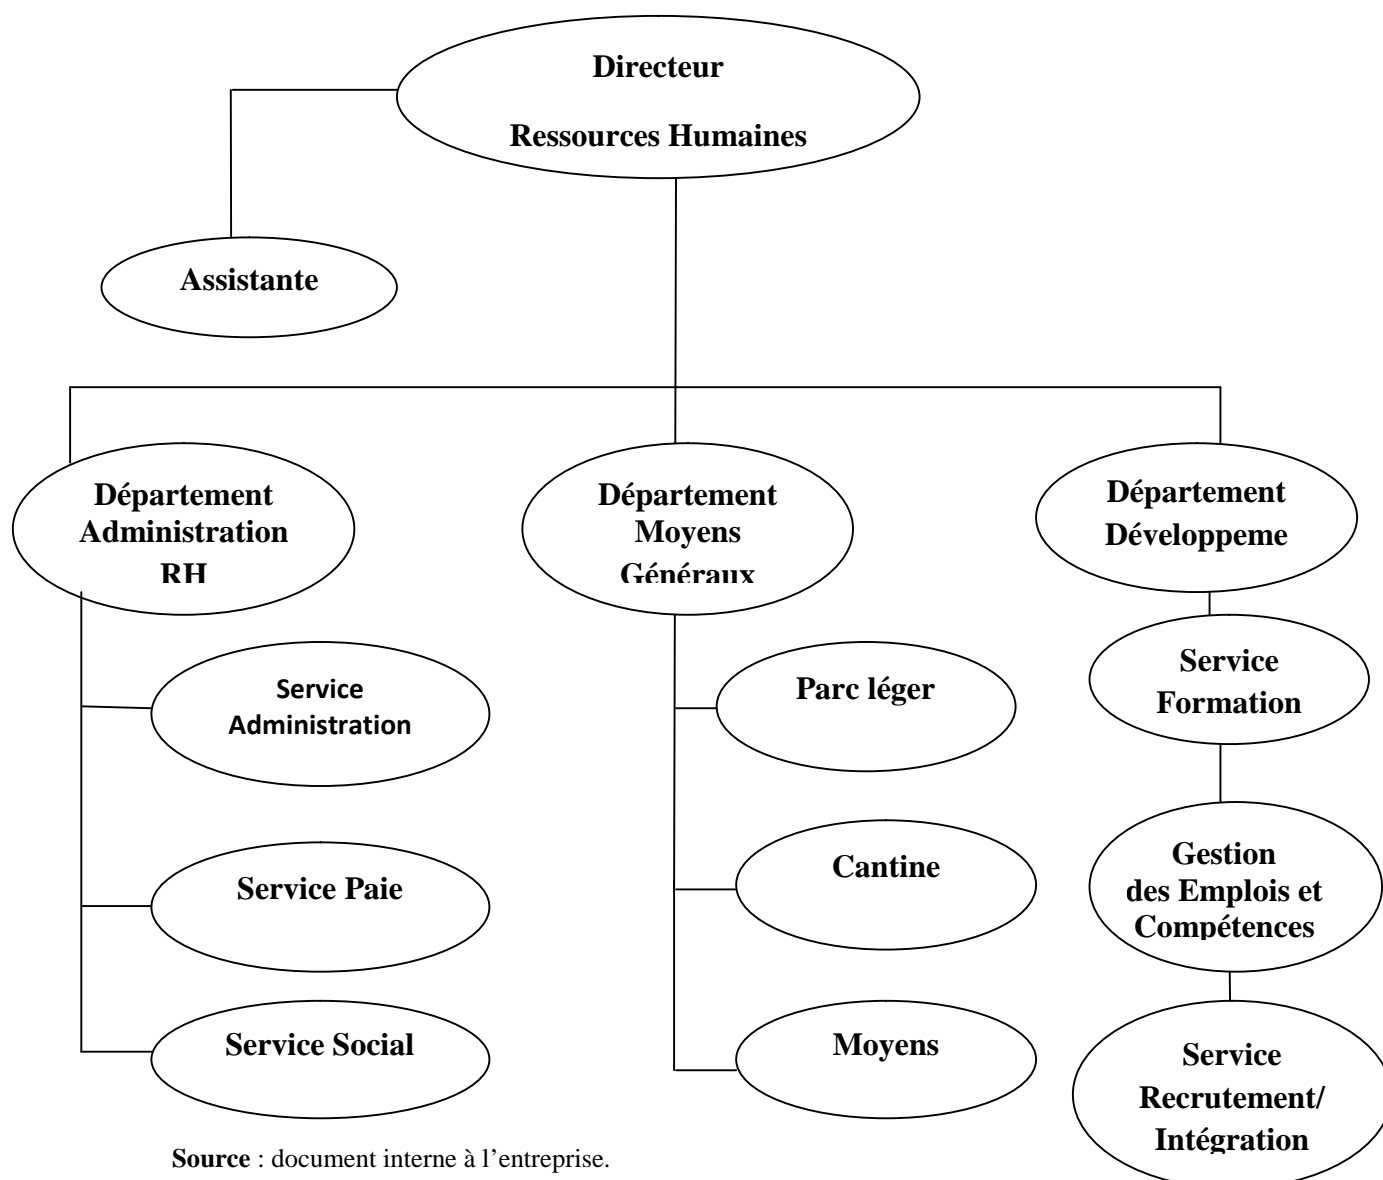 Directeur
Ressources Humaines
Assistante
Département
Administration
RH
Département
Moyens
Généraux
Département
Développeme
Service
Administration
Service Paie
Service Social
Parc léger
Cantine
Moyens
Service
Formation
Gestion
des Emplois et
Compétences
Service
Recrutement/
Intégration
Source : document interne à l’entreprise.